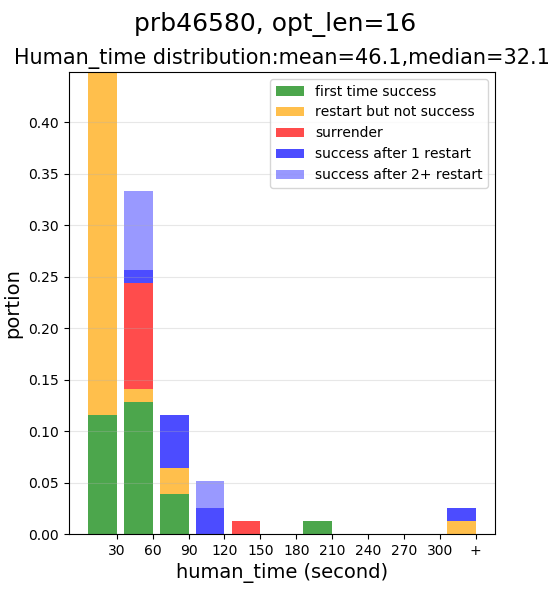 prb46580, opt_len=16
Human_time distribution:mean=46.1,median=32.1
first time success
restart but not success
surrender
success after 1 restart
success after 2+ restart
0.40
0.35
0.30
0.25
0.20
0.15
0.10
0.05
0.00
portion
30 60 90 120 150 180 210 240 270 300 +
human_time (second)